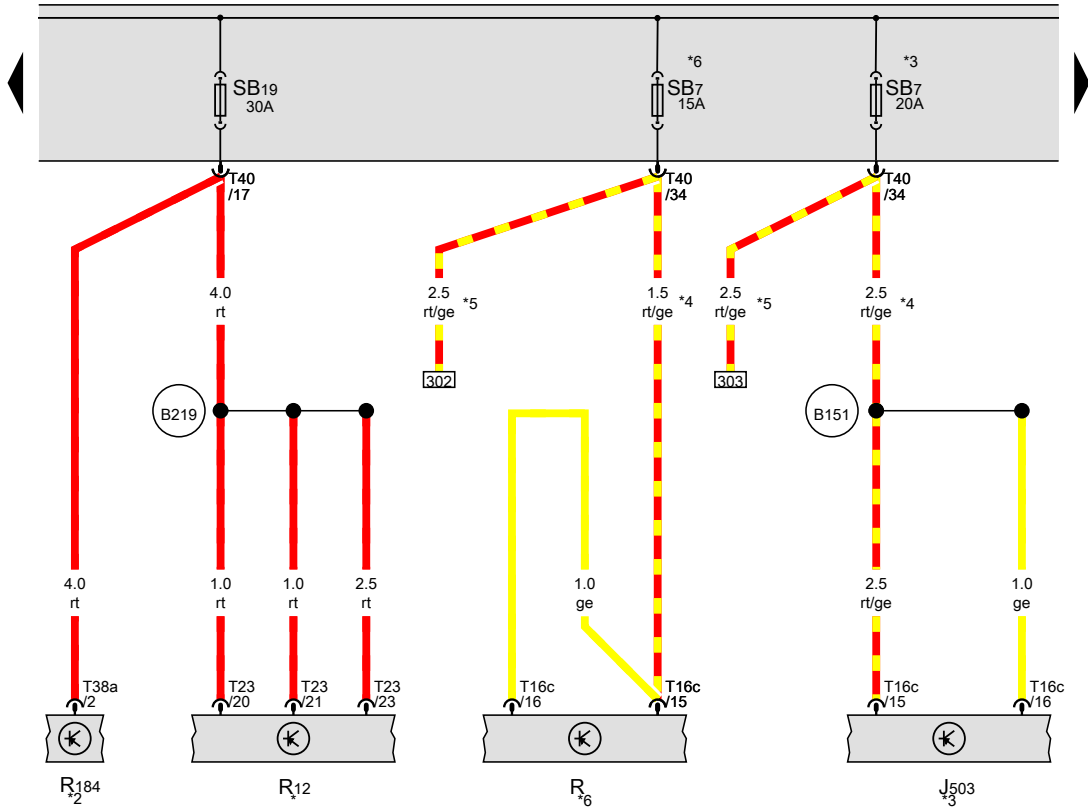 *6
*3
SB19
30A
SB7
15A
SB7
20A
T40
/17
T40
/34
T40
/34
4.0
rt
2.5
rt/ge
*5
1.5
rt/ge
*4
2.5
rt/ge
*5
2.5
rt/ge
*4
302
303
B219
B151
4.0
rt
1.0
rt
1.0
rt
2.5
rt
1.0
ge
2.5
rt/ge
1.0
ge
T38a
/2
T23
/20
T23
/21
T23
/23
T16c
/16
T16c
/15
T16c
/15
T16c
/16
R184
*2
R12
*
R
*6
J503
*3